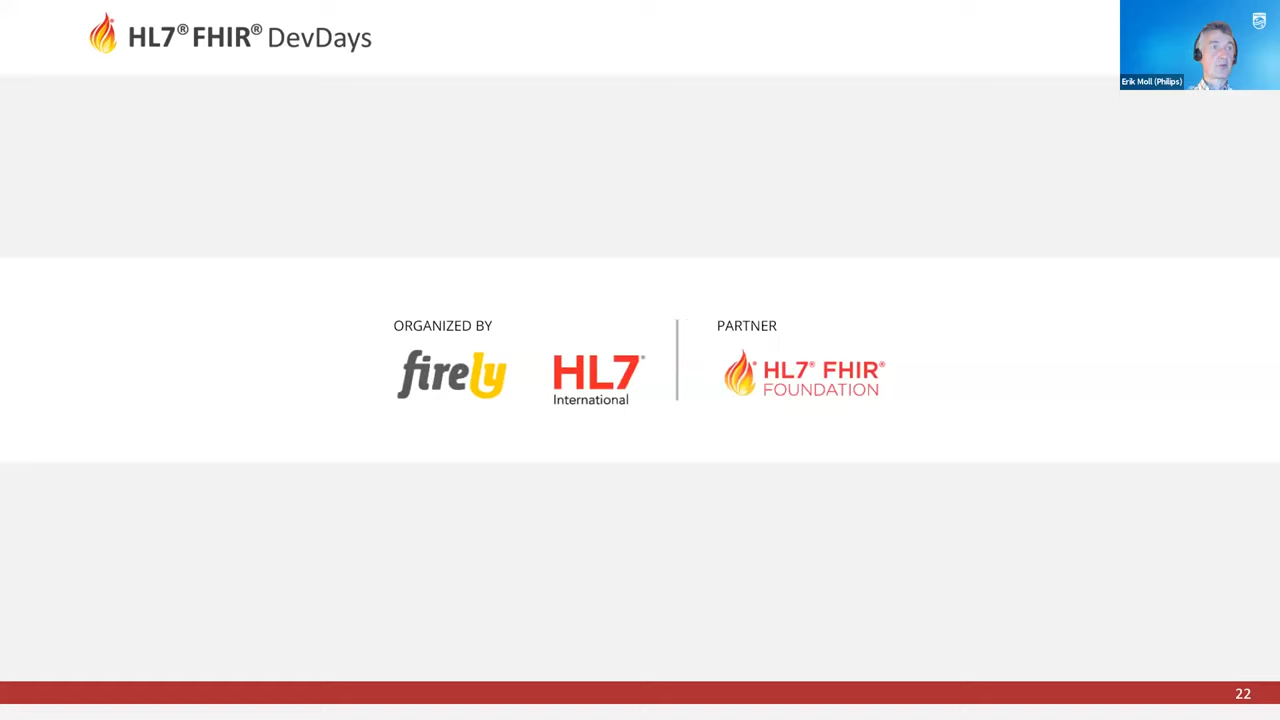 HL7® FHIR® DevDays
Erik Moll (Philips)
ORGANIZED BY
PARTNER
firely
HL7®
International
HL7® FHIR®
FOUNDATION
22